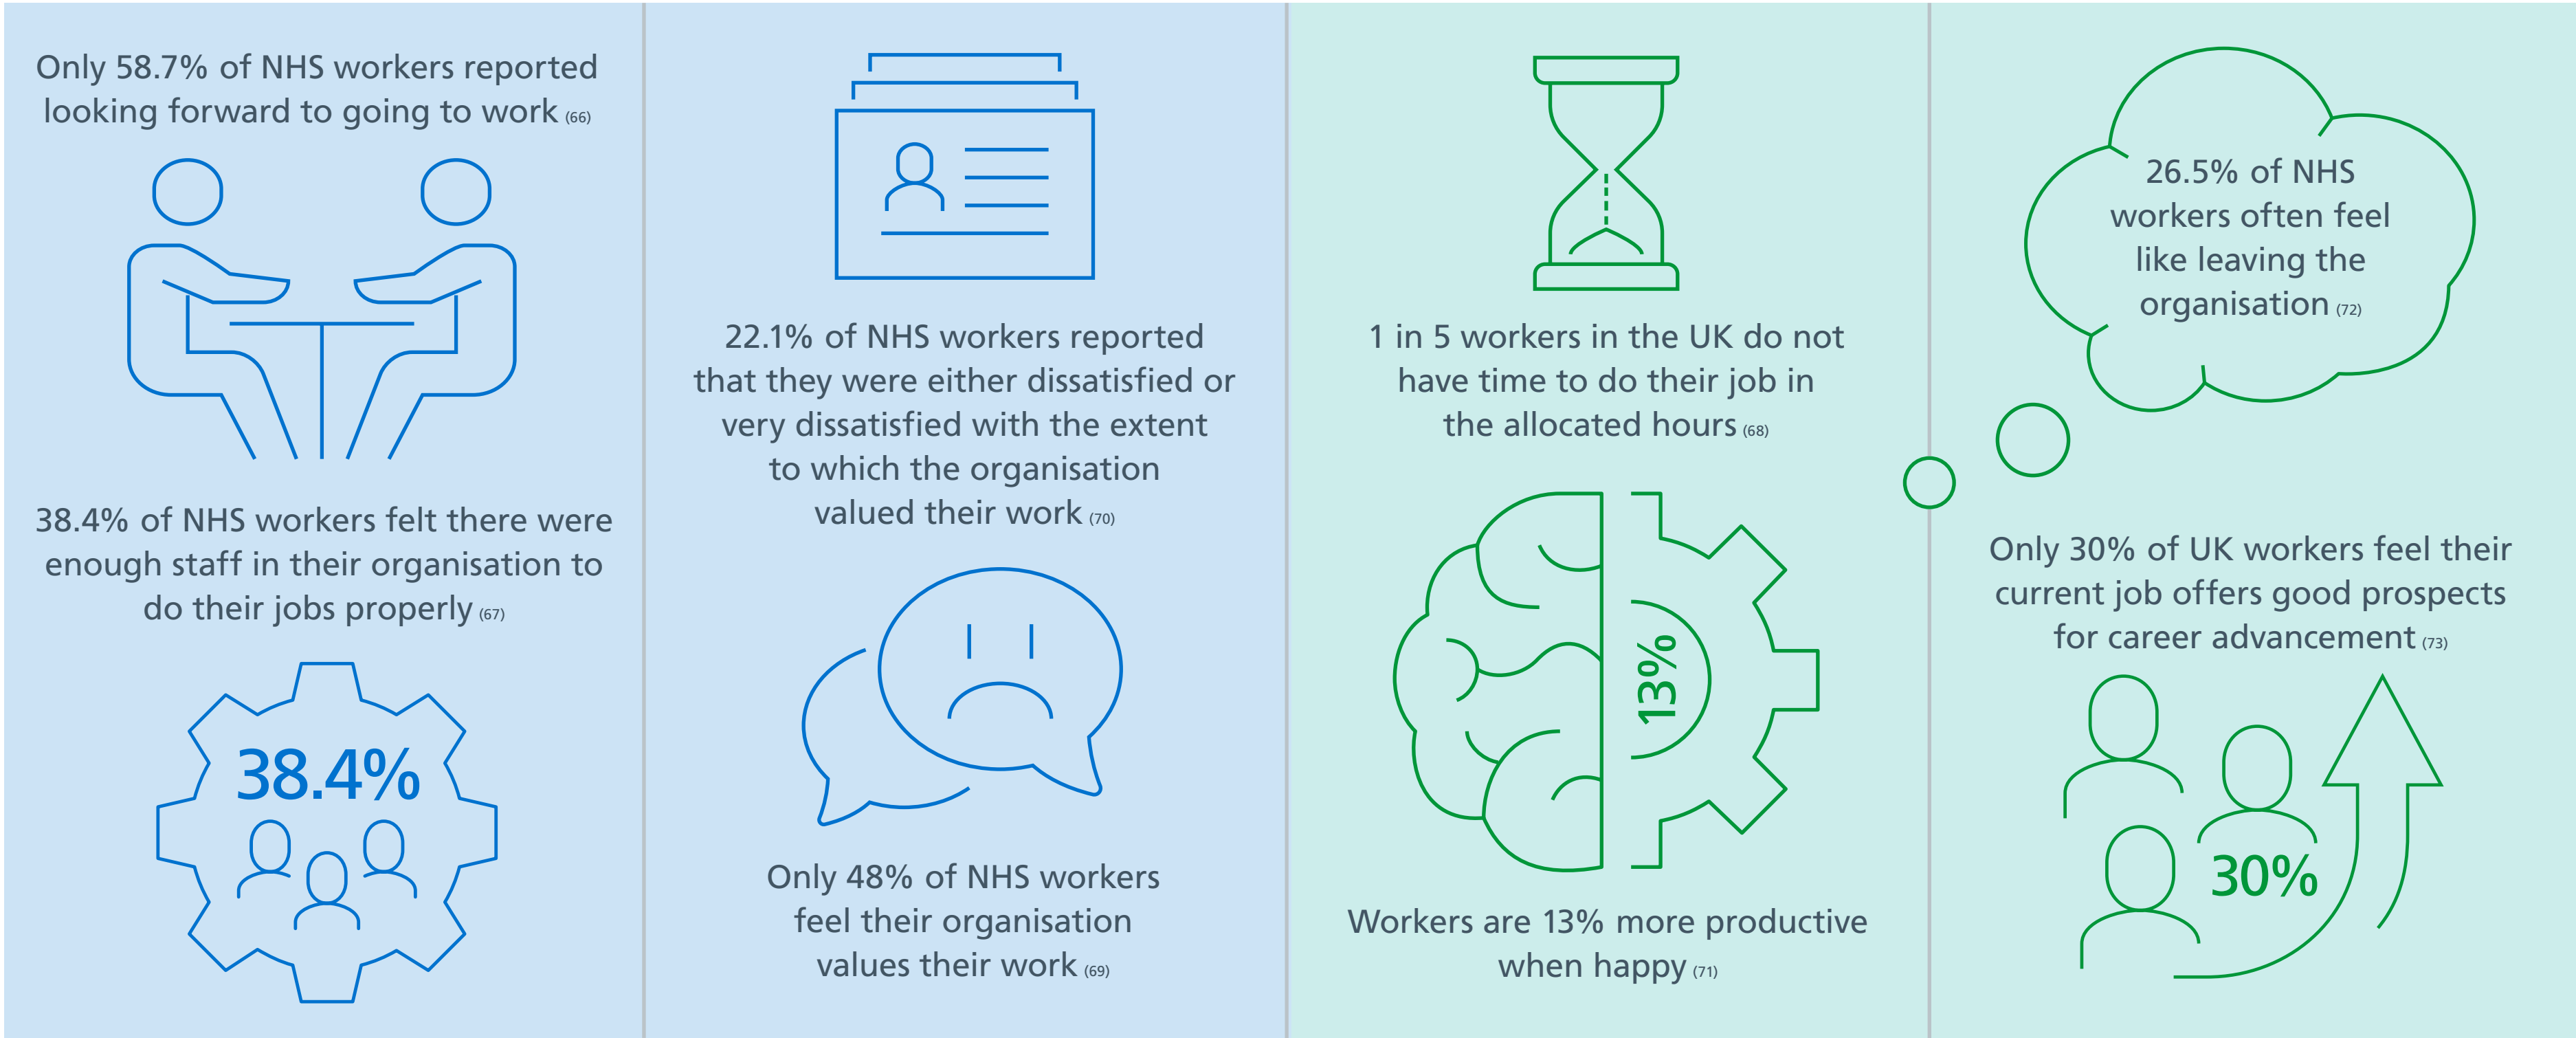 Only 58.7% of NHS workers reported
looking forward to going to work (66)
38.4% of NHS workers felt there were
enough staff in their organisation to
do their jobs properly (67)
38.4%
22.1% of NHS workers reported
that they were either dissatisfied or
very dissatisfied with the extent
to which the organisation
valued their work (70)
Only 48% of NHS workers
feel their organisation
values their work (69)
1 in 5 workers in the UK do not
have time to do their job in
the allocated hours (68)
13%
Workers are 13% more productive
when happy (71)
26.5% of NHS
workers often feel
like leaving the
organisation (72)
Only 30% of UK workers feel their
current job offers good prospects
for career advancement (73)
30%